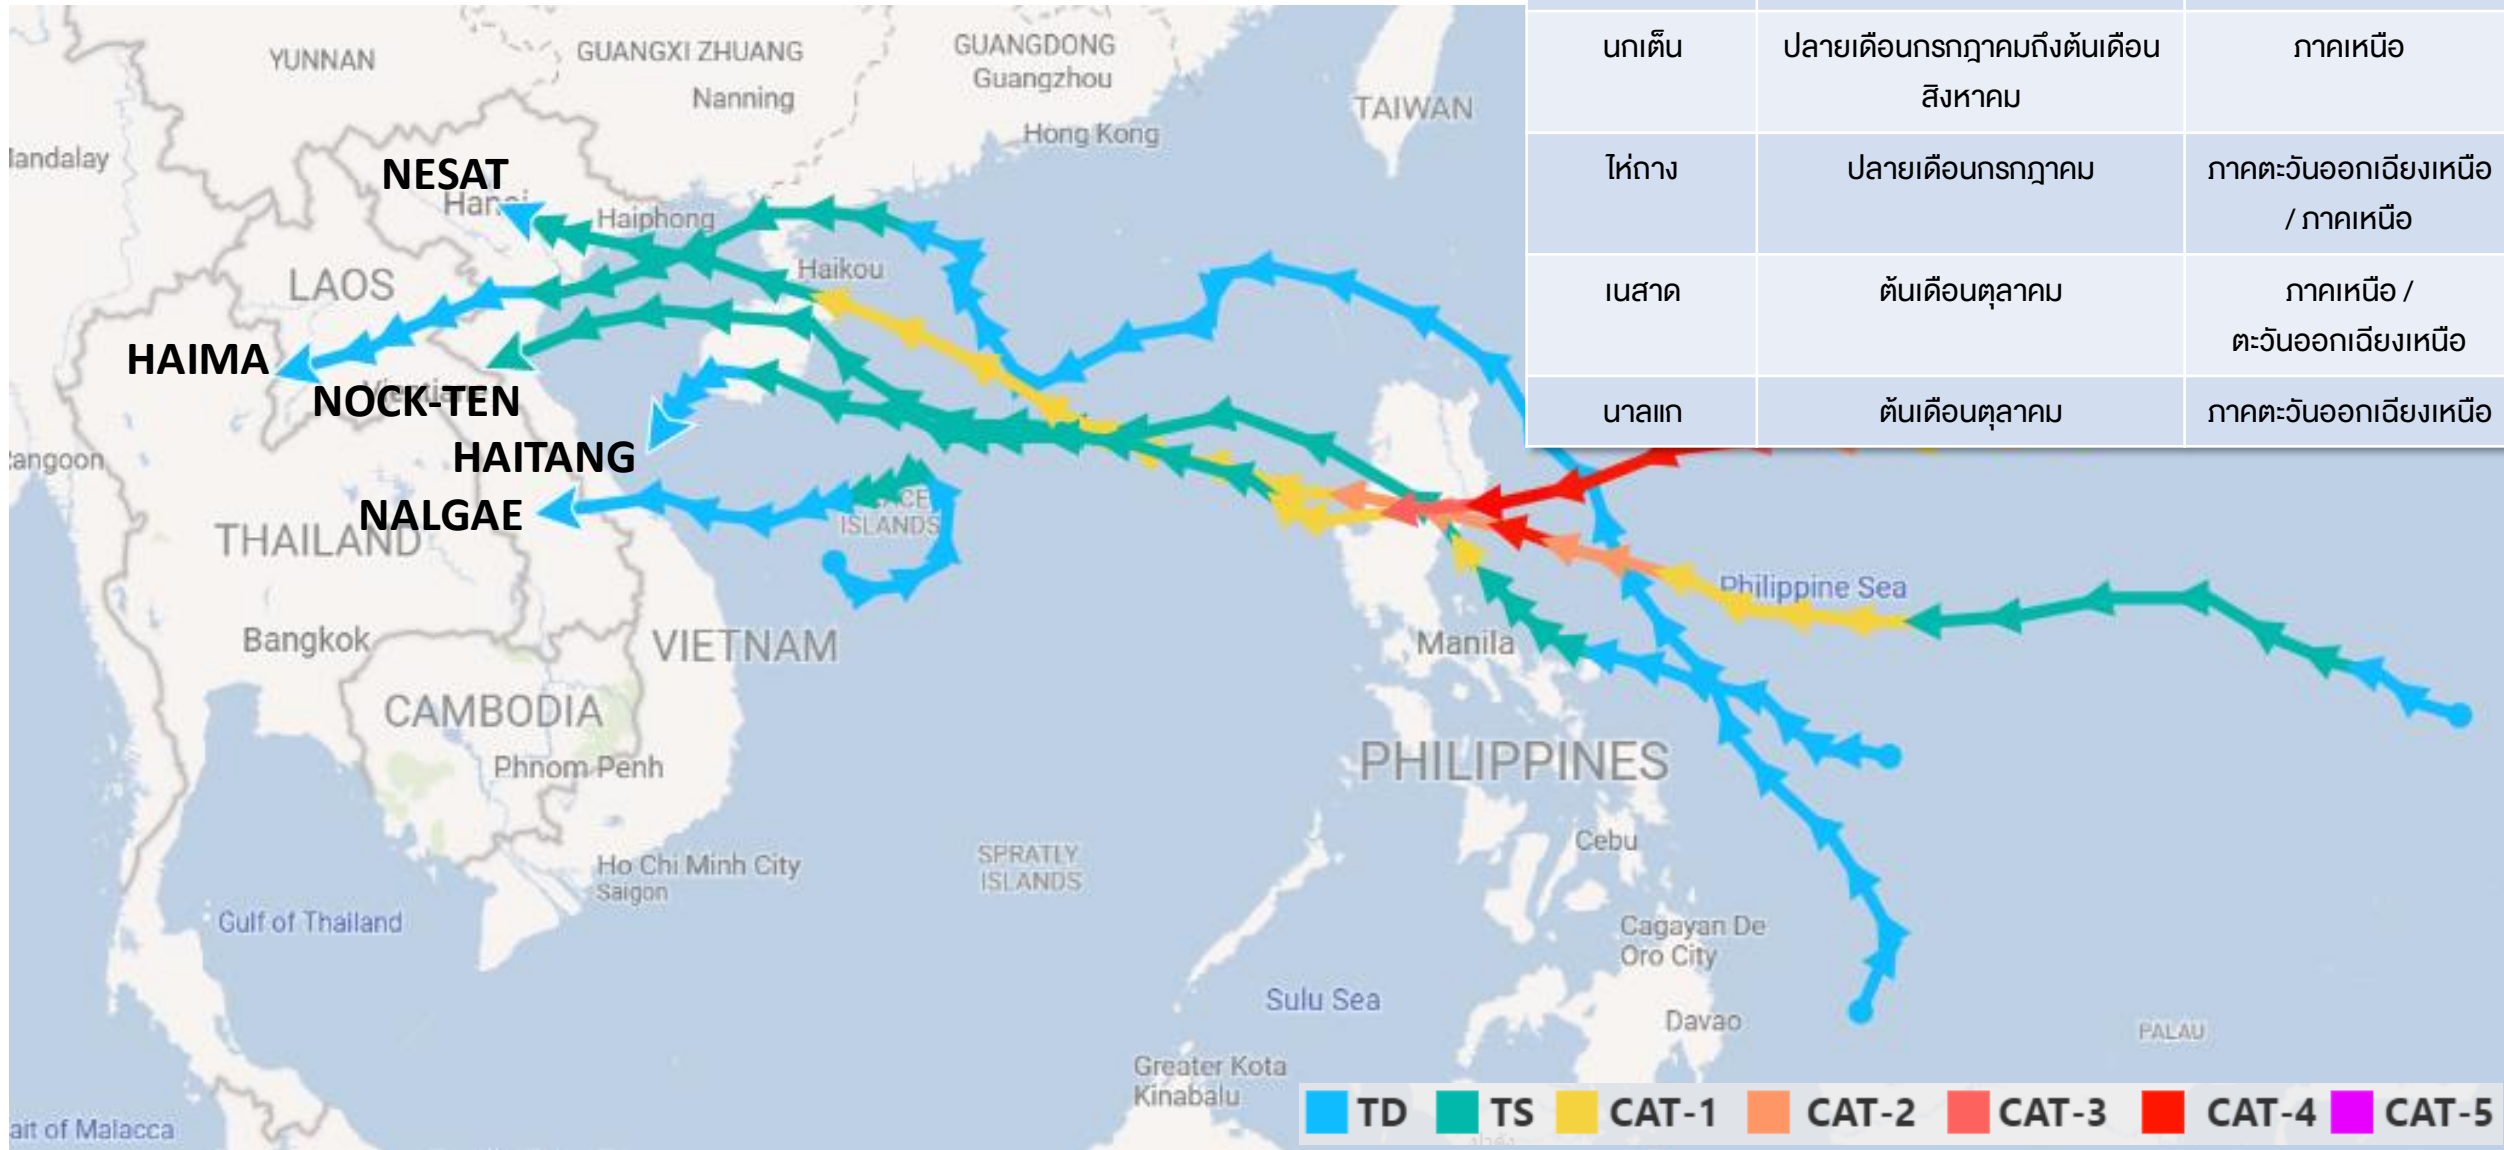 นกเต็น
ปลายเดือนกรกฎาคมถึงต้นเดือน
สิงหาคม
ภาคเหนือ
ไห่ถาง
ปลายเดือนกรกฎาคม
ภาคตะวันออกเฉียงเหนือ
/ ภาคเหนือ
เนสาด
ต้นเดือนตุลาคม
ภาคเหนือ /
ตะวันออกเฉียงเหนือ
นาลแก
ต้นเดือนตุลาคม
ภาคตะวันออกเฉียงเหนือ
YUNNAN
GUANGXI ZHUANG
GUANGDONG
Guangzhou
Nanning
TAIWAN
Hong Kong
andalay
NESAT
Haiphong
Haikou
LAOS
HAIMA
NOCK-TEN
HAITANG
angoon
NALGAE
ISLANDS
THAILAND
Philippine Sea
Bangkok
VIETNAM
Manila
CAMBODIA
PHILIPPINES
Phnom Penh
Cebu
Ho Chi Minh City
Saigon
SPRATLY
ISLANDS
Gulf of Thailand
Cagayan De
Oro City
Sulu Sea
Davao
PALAU
Greater Kota
Kinabalu
ait of Malacca
TD TS CAT-1 CAT-2 CAT-3 CAT-4 CAT-5